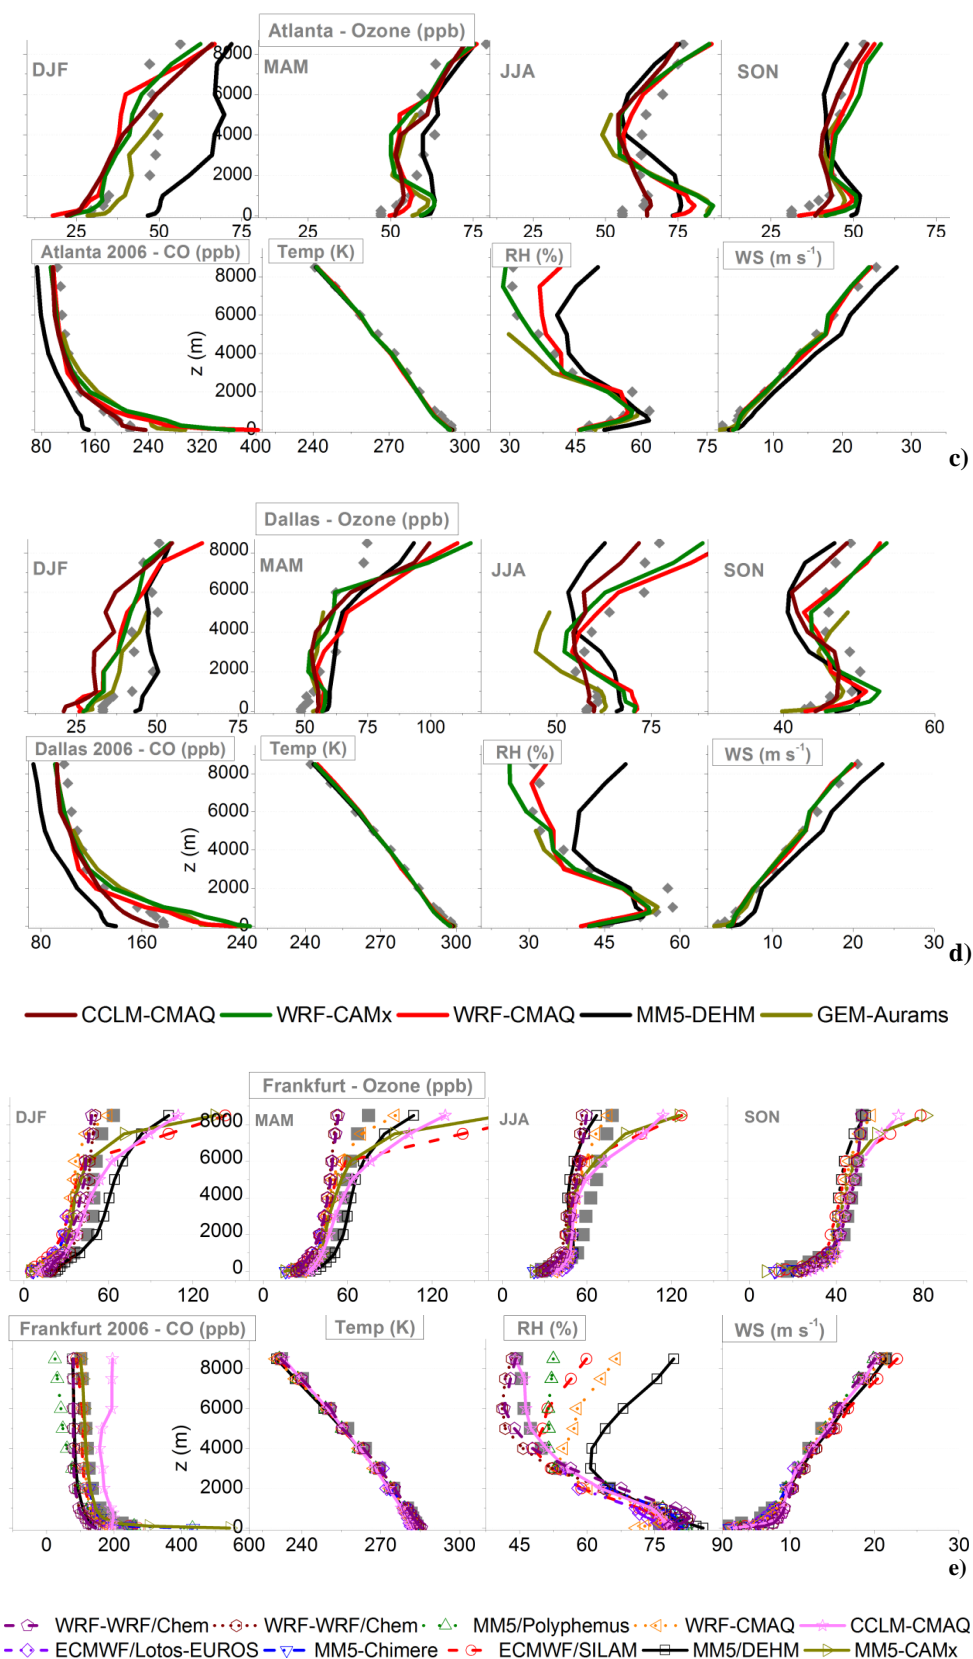 Atlanta - Ozone (ppb)
DJF
MAM
JJA
SON
8000
6000
4000
2000
0
25 50 75
25 50 75
25 50 75
25 50 75
Atlanta 2006 - CO (ppb)
Temp (K)
RH (%)
WS (m s-1)
z (m)
8000
6000
4000
2000
0
80 160 240 320 400
240 270 300
30 45 60 75
10 20 30
c)
Dallas - Ozone (ppb)
DJF
MAM
JJA
SON
8000
6000
4000
2000
0
25 50 75
50 75 100
50 75
40 60
Dallas 2006 - CO (ppb)
Temp (K)
RH (%)
WS (m s-1)
z (m)
8000
6000
4000
2000
0
80 160 240
240 270 300
30 45 60
10 20 30
d)
CCLM-CMAQ WRF-CAMx WRF-CMAQ MM5-DEHM GEM-Aurams
Frankfurt - Ozone (ppb)
DJF
MAM
JJA
SON
8000
6000
4000
2000
0
0 60 120
0 60 120
0 60 120
0 40 80
Frankfurt 2006 - CO (ppb)
Temp (K)
RH (%)
WS (m s-1)
z (m)
8000
6000
4000
2000
0
0 200 400 600
240 270 300
45 60 75 90
10 20 30
e)
WRF-WRF/Chem WRF-WRF/Chem MM5/Polyphemus WRF-CMAQ CCLM-CMAQ
ECMWF/Lotos-EUROS MM5-Chimere ECMWF/SILAM MM5/DEHM MM5-CAMx